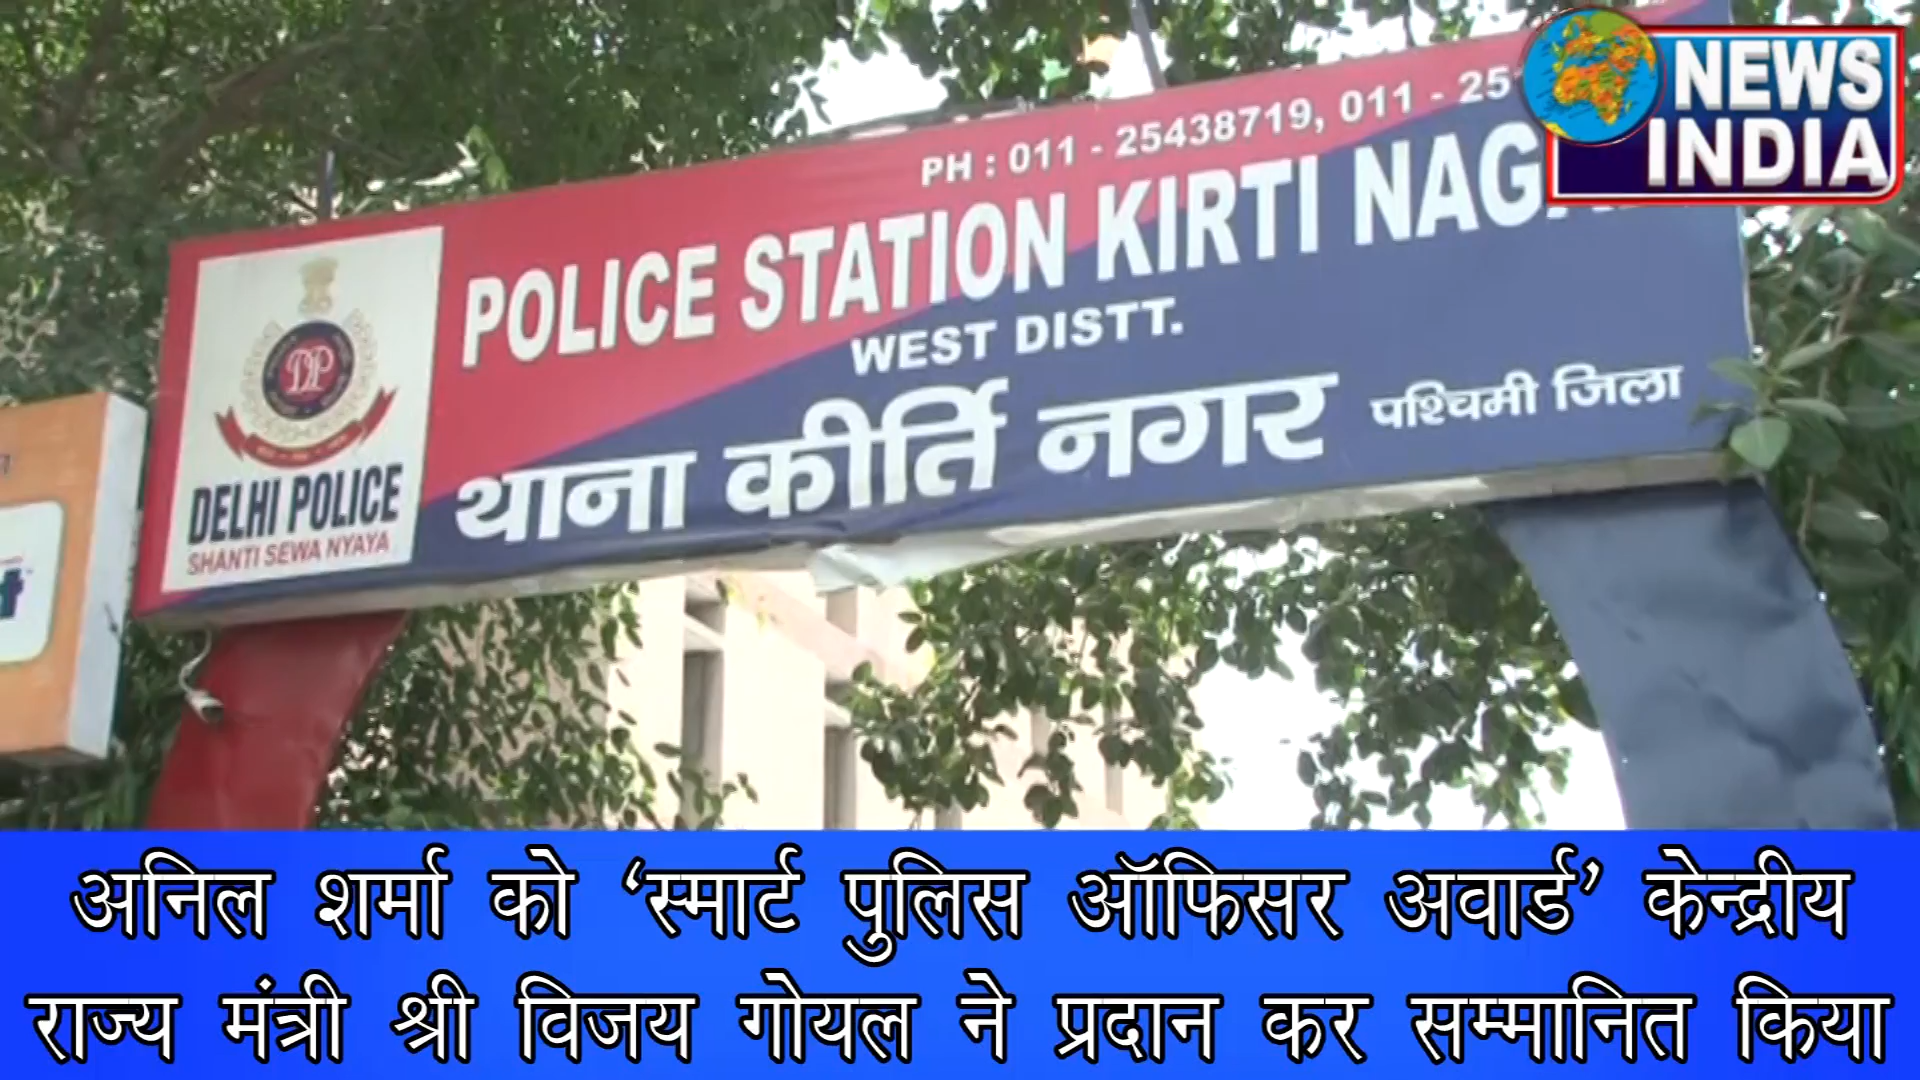 NEWS
INDIA
PH : 011 - 25438719, 011 - 25
POLICE STATION KIRTI
WEST DISTT.
थाना कीर्ति नगर पश्चिमी जिला
DP
DELHI POLICE
SHANTI SEWA NYAYA
अनिल शर्मा को ‘स्मार्ट पुलिस ऑफिसर अवार्ड’ केन्द्रीय
राज्य मंत्री श्री विजय गोयल ने प्रदान कर सम्मानित किया